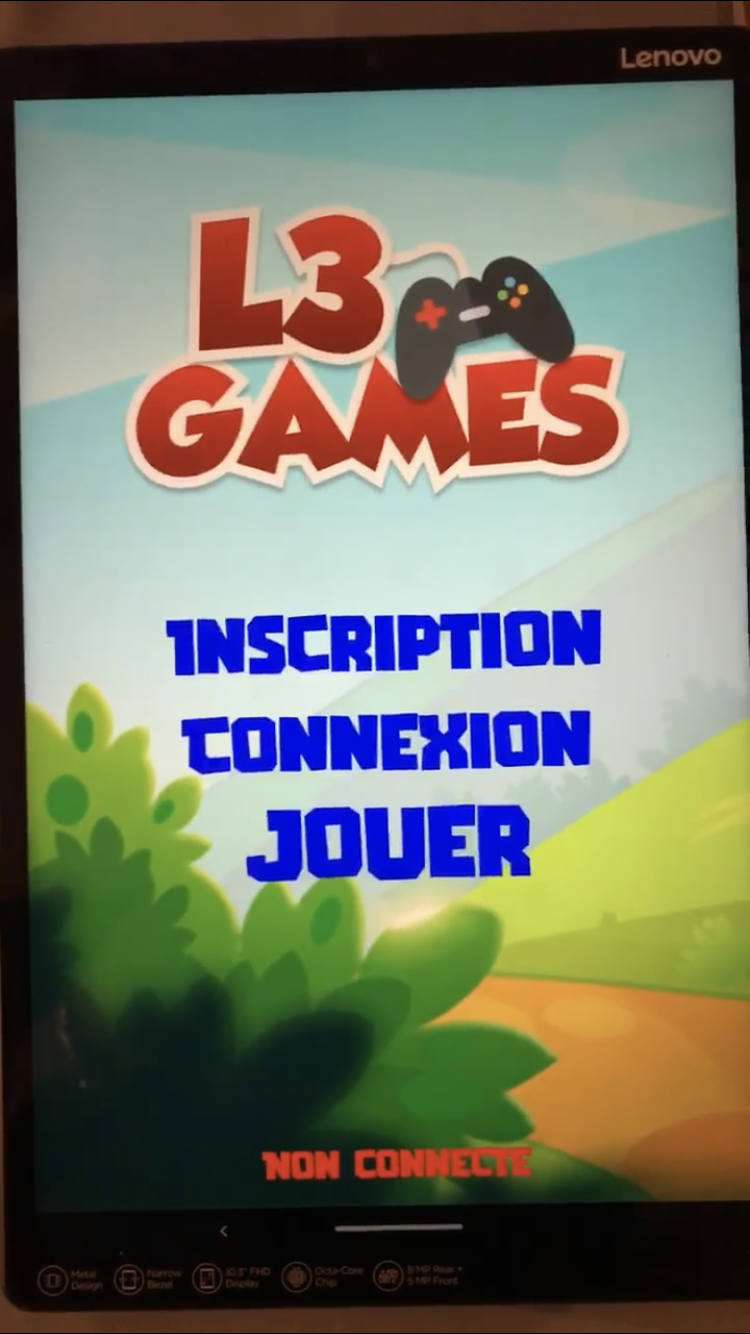 Lenovo
L3
GAMES
INSCRIPTION
CONNEXION
JOUER
NON CONNECTE
Metal
Design
Narrow
Bezel
10.3" FHD
Display
Octa-Core
Chip
8 MP Rear +
5 MP Front